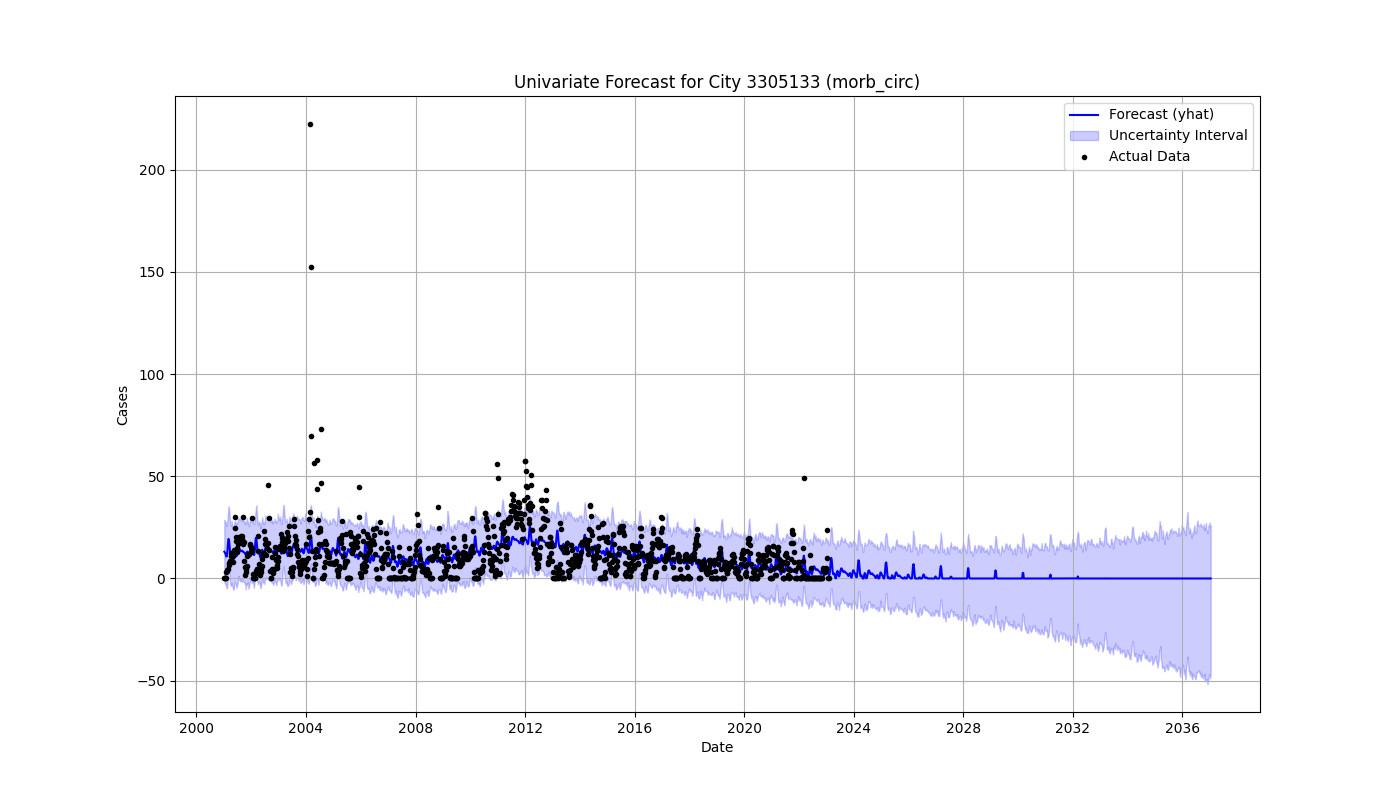 Univariate Forecast for City 3305133 (morb_circ)
Forecast (yhat)
Uncertainty Interval
Actual Data
200
150
100
50
0
−50
Cases
2000 2004 2008 2012 2016 2020 2024 2028 2032 2036
Date